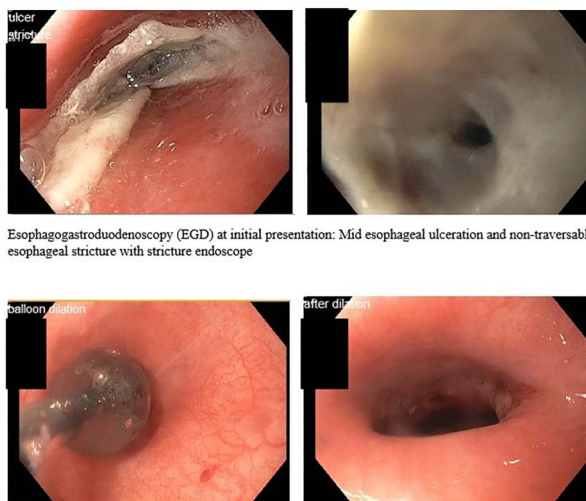 ulcer
stricture
Esophagogastroduodenoscopy (EGD) at initial presentation: Mid esophageal ulceration and non-traversabl
esophageal stricture with stricture endoscope
balloon dilation
after dilation